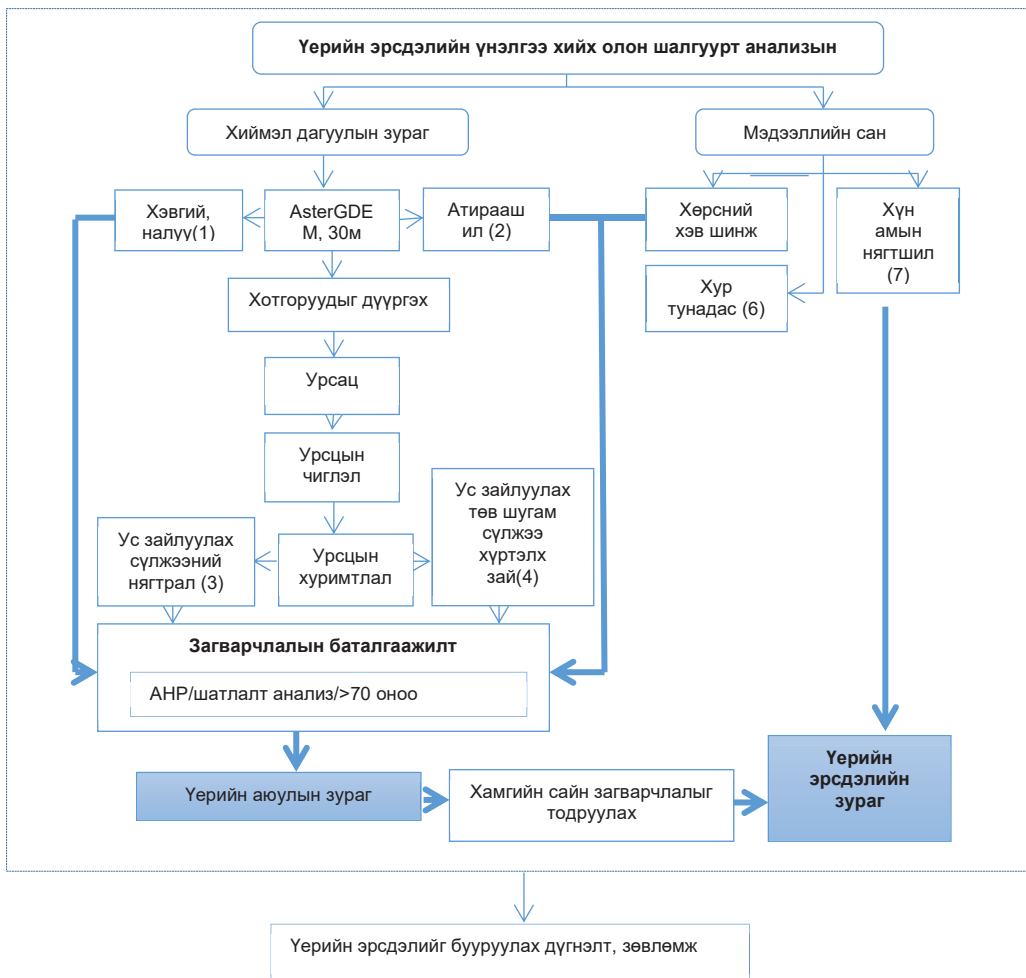 Үерийн эрсдэлийн үнэлгээ хийх олон шалгуурт анализын
Хиймэл дагуулын зураг
Мэдээллийн сан
Хэвгий,
налуу(1)
AsterGDE
M, 30м
Атирааш
ил (2)
Хөрсний
хэв шинж
Хүн
амын
нягтшил
(7)
Хур
тунадас (6)
Хотгоруудыг дүүргэх
Урсац
Урсцын
чиглэл
Ус зайлуулах
сүлжээний
нягтрал (3)
Урсцын
хуримтлал
Ус зайлуулах
төв шугам
сүлжээ
хүртэлх
зай(4)
Загварчлалын баталгаажилт
АНР/шатлалт анализ/>70 оноо
Үерийн аюулын зураг
Хамгийн сайн загварчлалыг
тодруулах
Үерийн
эрсдэлийн
зураг
Үерийн эрсдэлийг бууруулах дүгнэлт, зөвлөмж